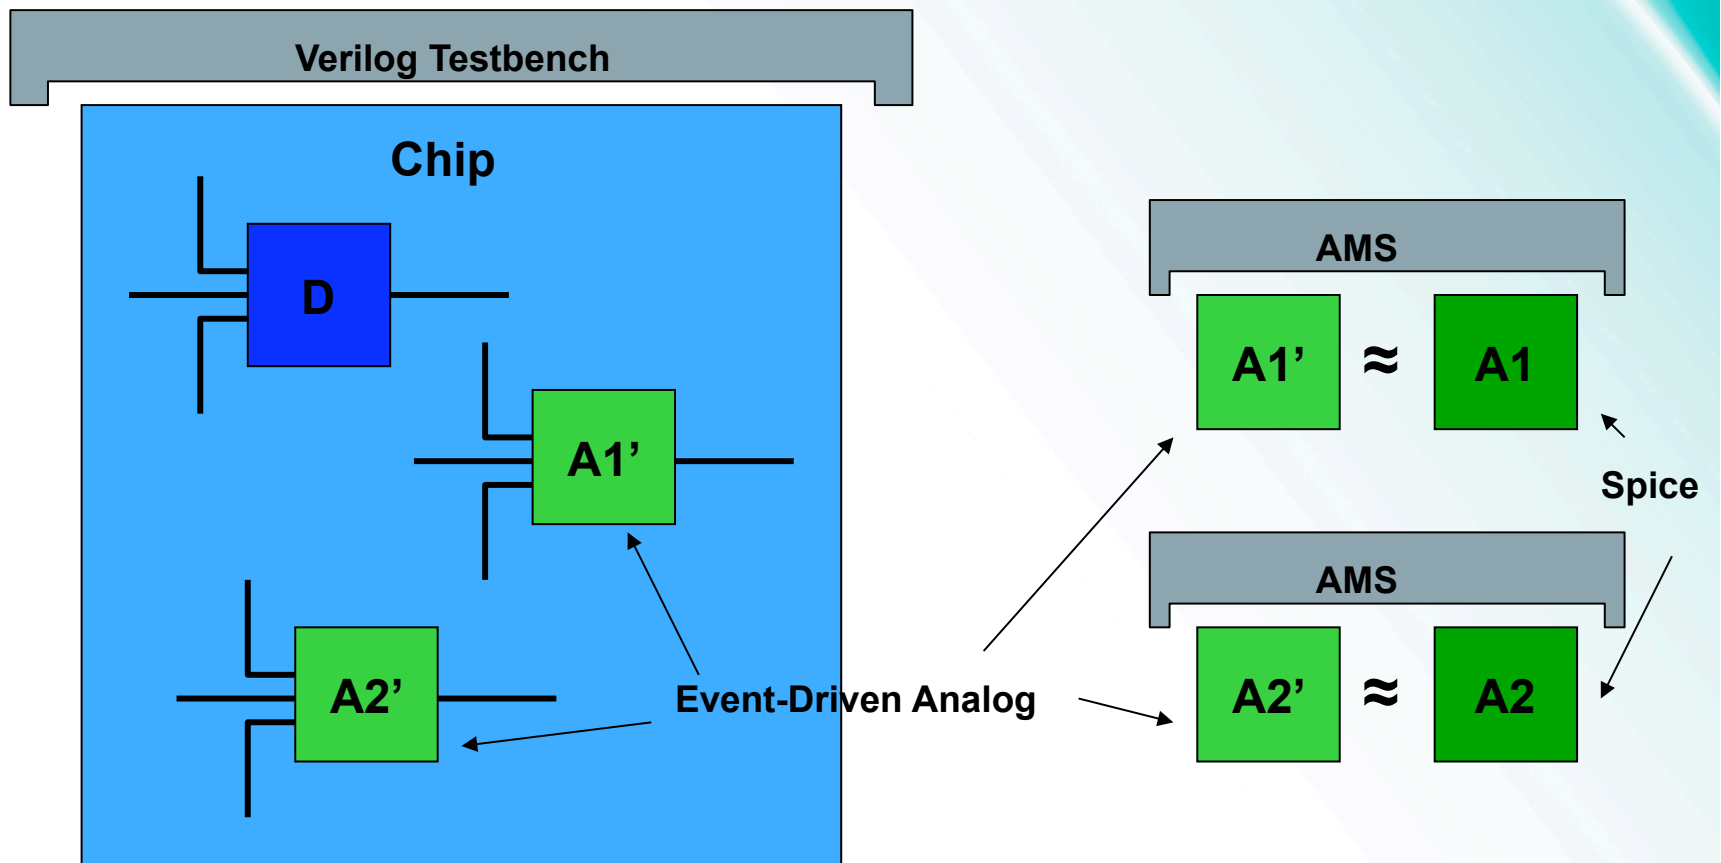 Verilog Testbench
Chip
D
A1’
A2’
Event-Driven Analog
AMS
A1’ ≈ A1
Spice
AMS
A2’ ≈ A2